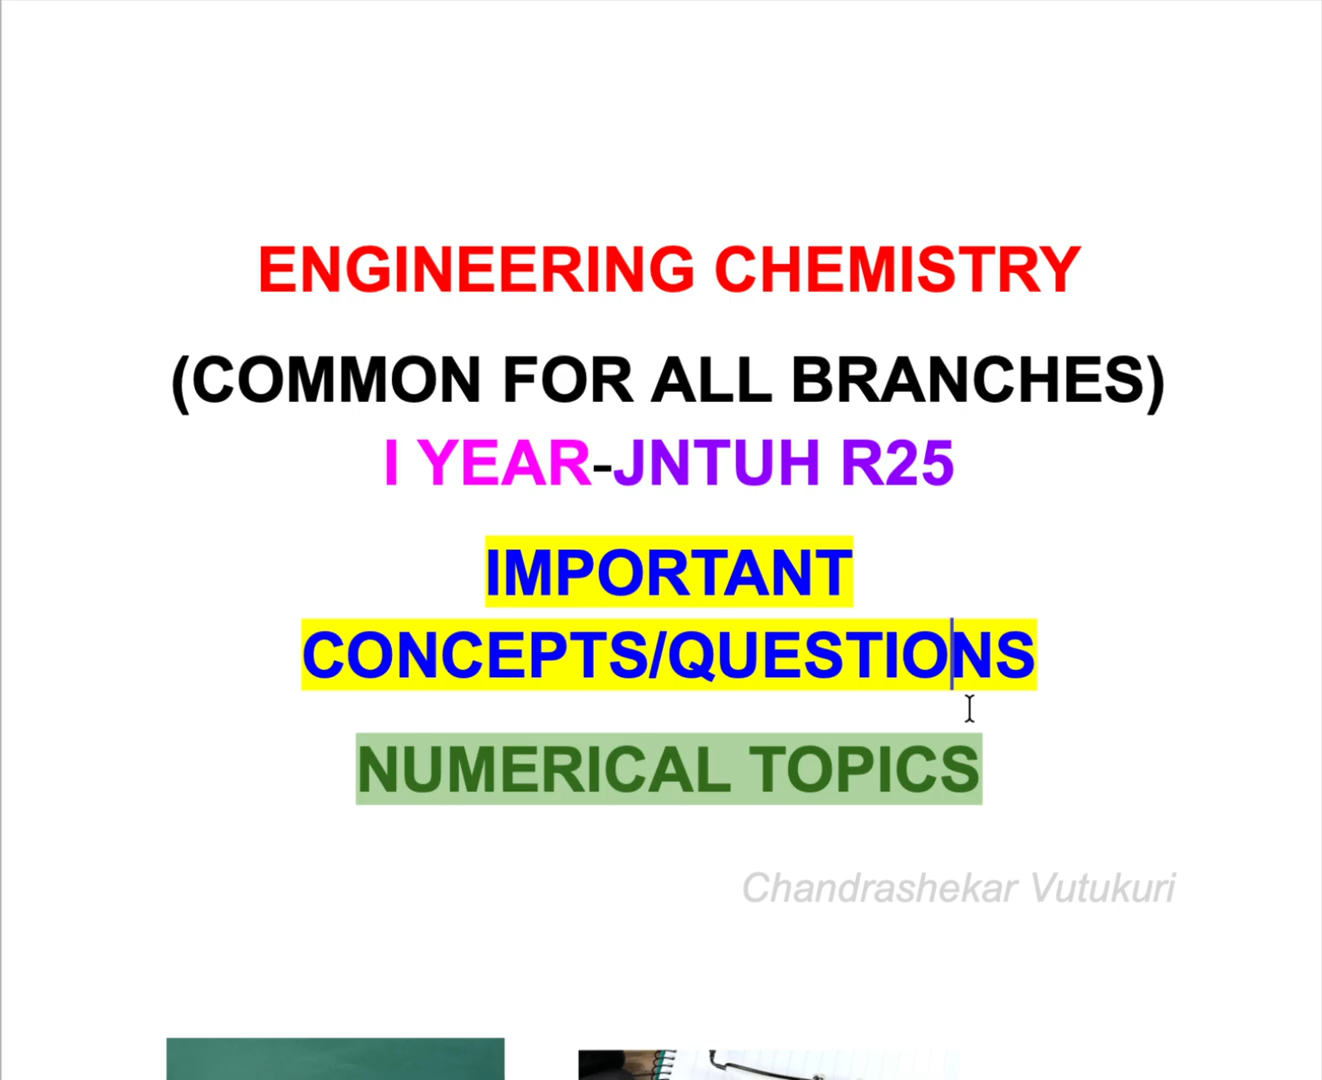 ENGINEERING CHEMISTRY
(COMMON FOR ALL BRANCHES)
I YEAR-JNTUH R25
IMPORTANT
CONCEPTS/QUESTIONS
NUMERICAL TOPICS
Chandrashekar Vutukuri